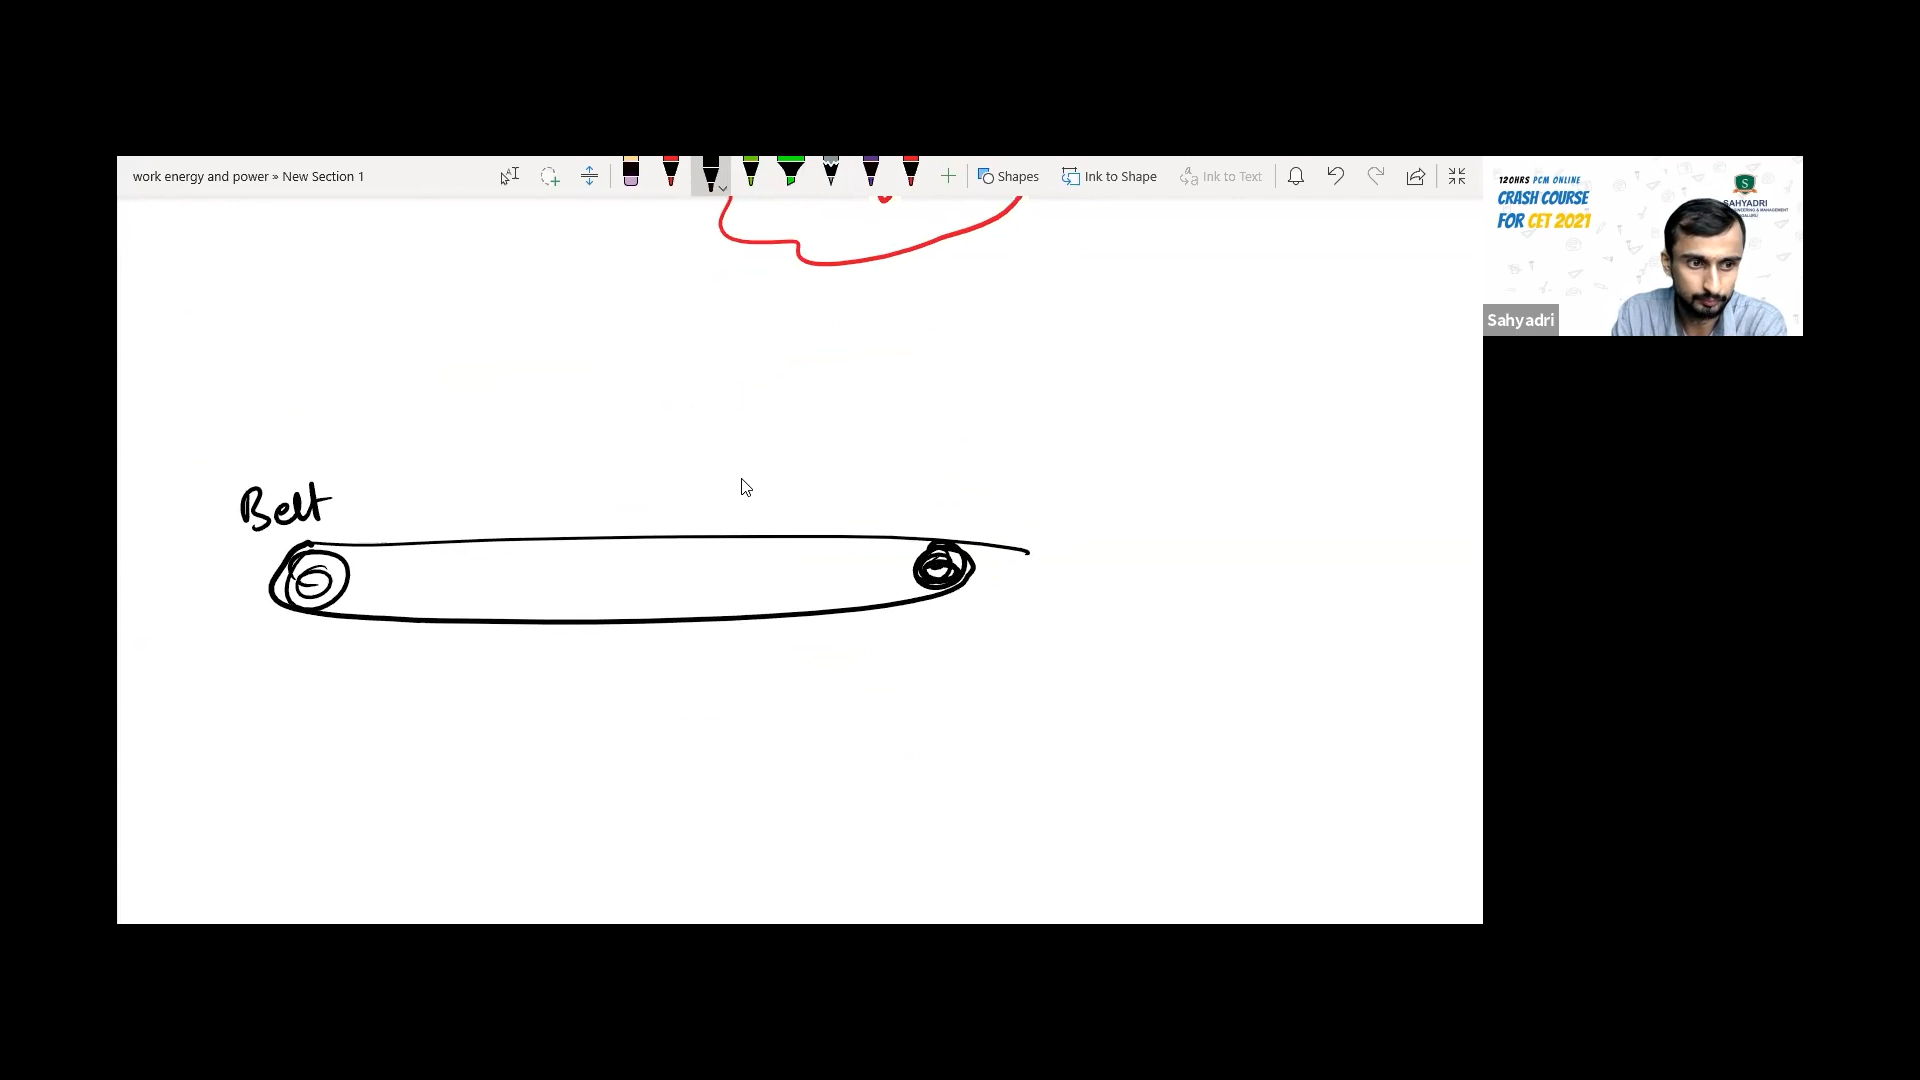 work energy and power » New Section 1
Shapes
Ink to Shape
Ink to Text
120HRS PCM ONLINE
CRASH COURSE
FOR CET 2021
S
SAHYADRI
Sahyadri
Belt